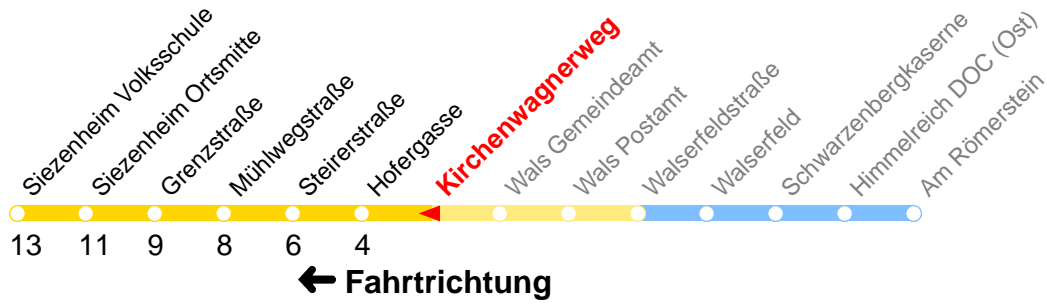 Siezenheim Volksschule
Siezenheim Ortsmitte
Grenzstraße
Mühlwegstraße
Steirerstraße
Hofergasse
Kirchenwagnerweg
Wals Gemeindeamt
Wals Postamt
Walserfeldstraße
Walserfeld
Schwarzenbergkaserne
Himmelreich DOC (Ost)
Am Römerstein
13 11 9 8 6 4
← Fahrtrichtung